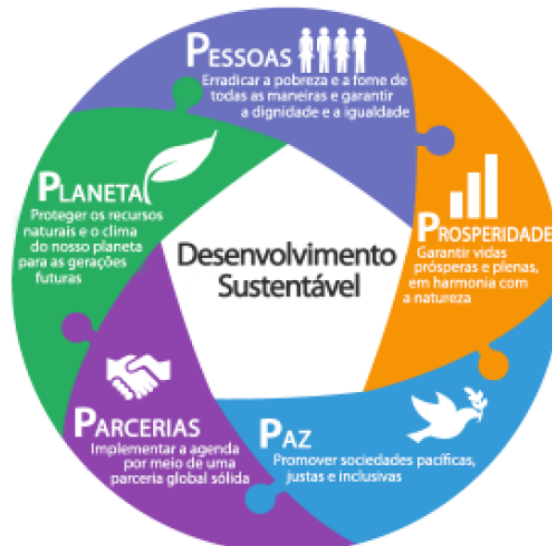 PESSOAS
Erradicar a pobreza e a fome de
todas as maneiras e garantir
a dignidade e a igualdade
PROSPERIDADE
Garantir vidas
prósperas e plenas,
em harmonia com
a natureza
PAZ
Promover sociedades pacíficas,
justas e inclusivas
PARCERIAS
Implementar a agenda
por meio de uma
parceria global sólida
PLANETA
Proteger os recursos
naturais e o clima
do nosso planeta
para as gerações
futuras
Desenvolvimento
Sustentável